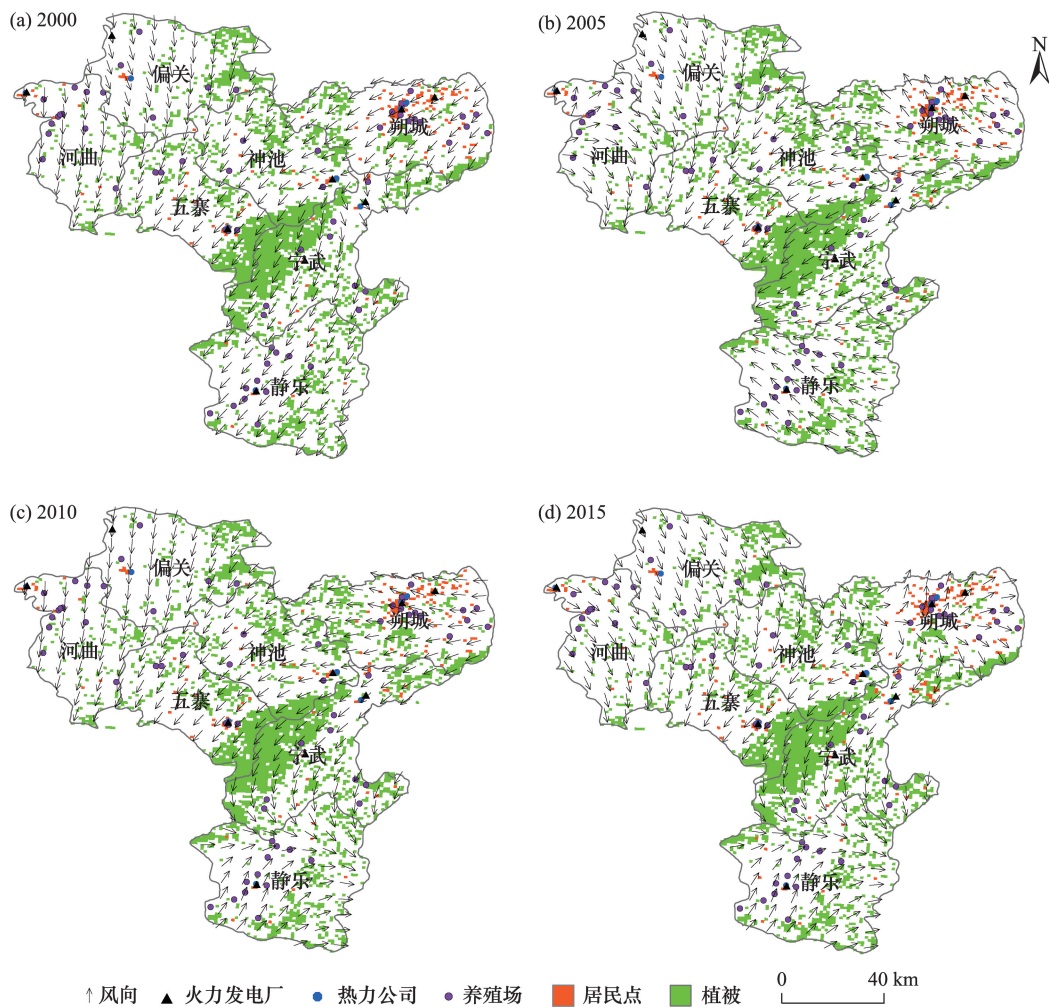 (a) 2000
偏关
朔城
河曲
神池
五寨
宁武
静乐
(b) 2005
N
偏关
朔城
河曲
神池
五寨
宁武
静乐
(c) 2010
偏关
朔城
河曲
神池
五寨
宁武
静乐
(d) 2015
偏关
朔城
河曲
神池
五寨
宁武
静乐
风向 火力发电厂 热力公司 养殖场 居民点 植被 0 40 km